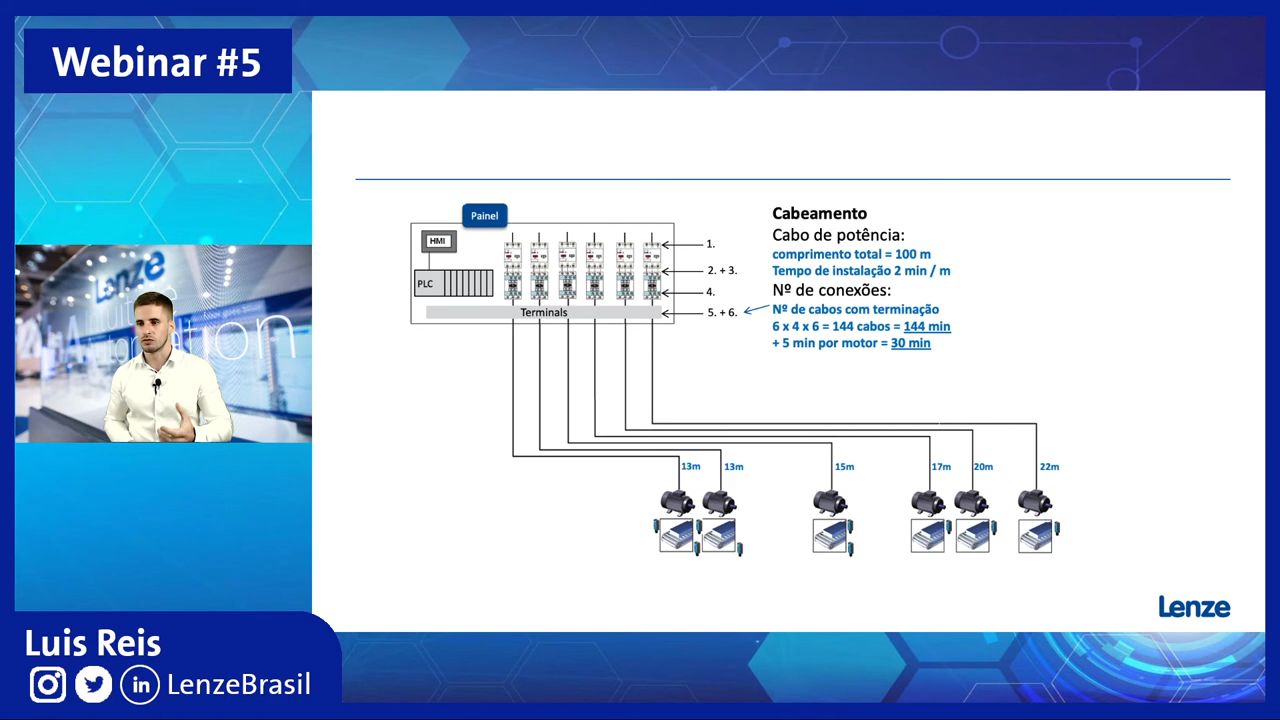 Webinar #5
Painel
HMI
PLC
Terminals
1.
2. + 3.
4.
5. + 6.
Cabeamento
Cabo de potência:
comprimento total = 100 m
Tempo de instalação 2 min / m
Nº de conexões:
Nº de cabos com terminação
6 x 4 x 6 = 144 cabos = 144 min
+ 5 min por motor = 30 min
13m
13m
15m
17m
20m
22m
Lenze
Lenze
Luis Reis
LenzeBrasil